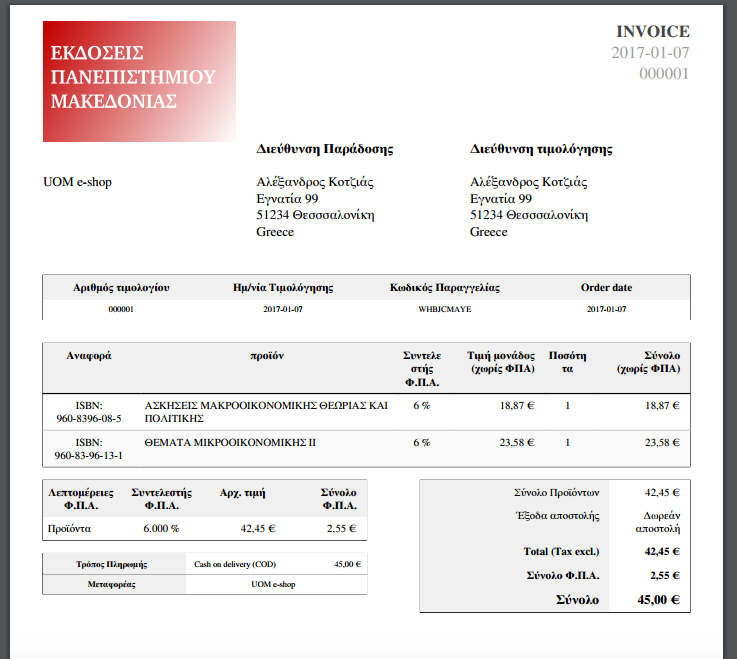 ΕΚΔΟΣΕΙΣ
ΠΑΝΕΠΙΣΤΗΜΙΟΥ
ΜΑΚΕΔΟΝΙΑΣ
INVOICE
2017-01-07
000001
Διεύθυνση Παράδοσης Διεύθυνση τιμολόγησης
UOM e-shop Αλέξανδρος Κοτζιάς Αλέξανδρος Κοτζιάς
Εγνατία 99 Εγνατία 99
51234 Θεσσσαλονίκη 51234 Θεσσσαλονίκη
Greece Greece
Αριθμός τιμολογίου Ημ/νία Τιμολόγησης Κωδικός Παραγγελίας Order date
000001 2017-01-07 WHBJCMAYE 2017-01-07
Αναφορά προϊόν Συντελε Τιμή μονάδος Ποσότη Σύνολο
στής (χωρίς ΦΠΑ) τα (χωρίς ΦΠΑ)
Φ.Π.Α.
ISBN: ΑΣΚΗΣΕΙΣ ΜΑΚΡΟΟΙΚΟΝΟΜΙΚΗΣ ΘΕΩΡΙΑΣ ΚΑΙ 6 % 18,87 € 1 18,87 €
960-8396-08-5 ΠΟΛΙΤΙΚΗΣ
ISBN: ΘΕΜΑΤΑ ΜΙΚΡΟΟΙΚΟΝΟΜΙΚΗΣ ΙΙ 6 % 23,58 € 1 23,58 €
960-83-96-13-1
Λεπτομέρειες Συντελεστής Αρχ. τιμή Σύνολο
Φ.Π.Α. Φ.Π.Α. Φ.Π.Α.
Προϊόντα 6.000 % 42,45 € 2,55 €
Τρόπος Πληρωμής Cash on delivery (COD) 45,00 €
Μεταφορέας UOM e-shop
Σύνολο Προϊόντων 42,45 €
Έξοδα αποστολής Δωρεάν
αποστολή
Total (Tax excl.) 42,45 €
Σύνολο Φ.Π.Α. 2,55 €
Σύνολο 45,00 €